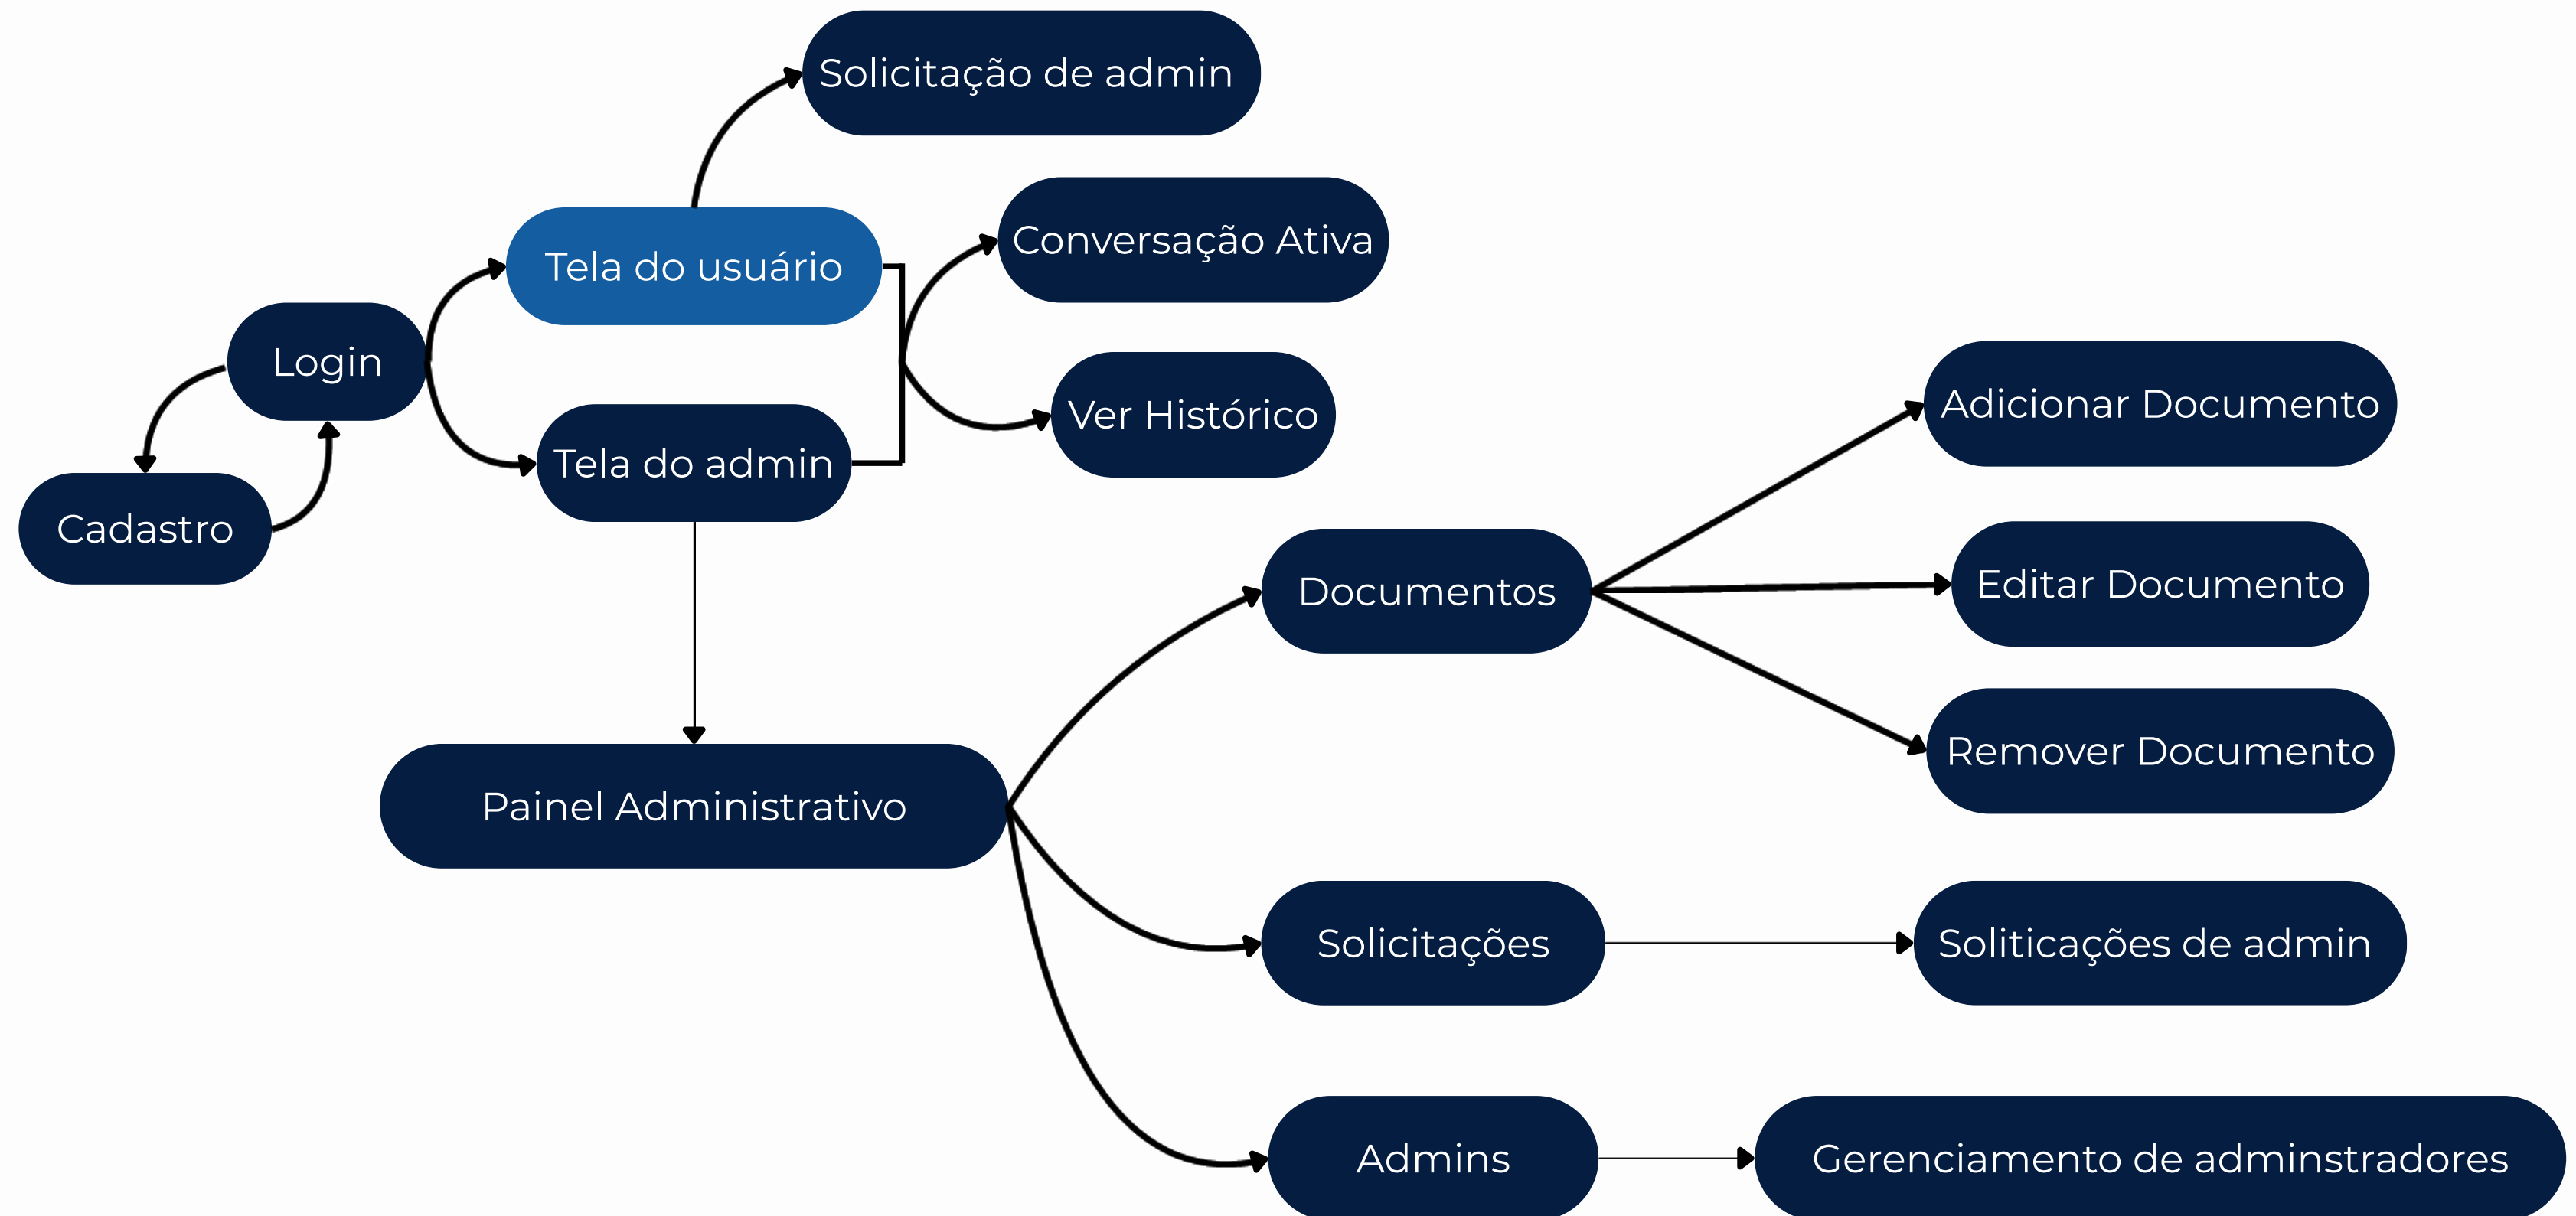 Solicitação de admin
Conversação Ativa
Tela do usuário
Login
Ver Histórico
Tela do admin
Cadastro
Adicionar Documento
Documentos
Editar Documento
Remover Documento
Painel Administrativo
Solicitações
Soliticações de admin
Admins
Gerenciamento de adminstradores